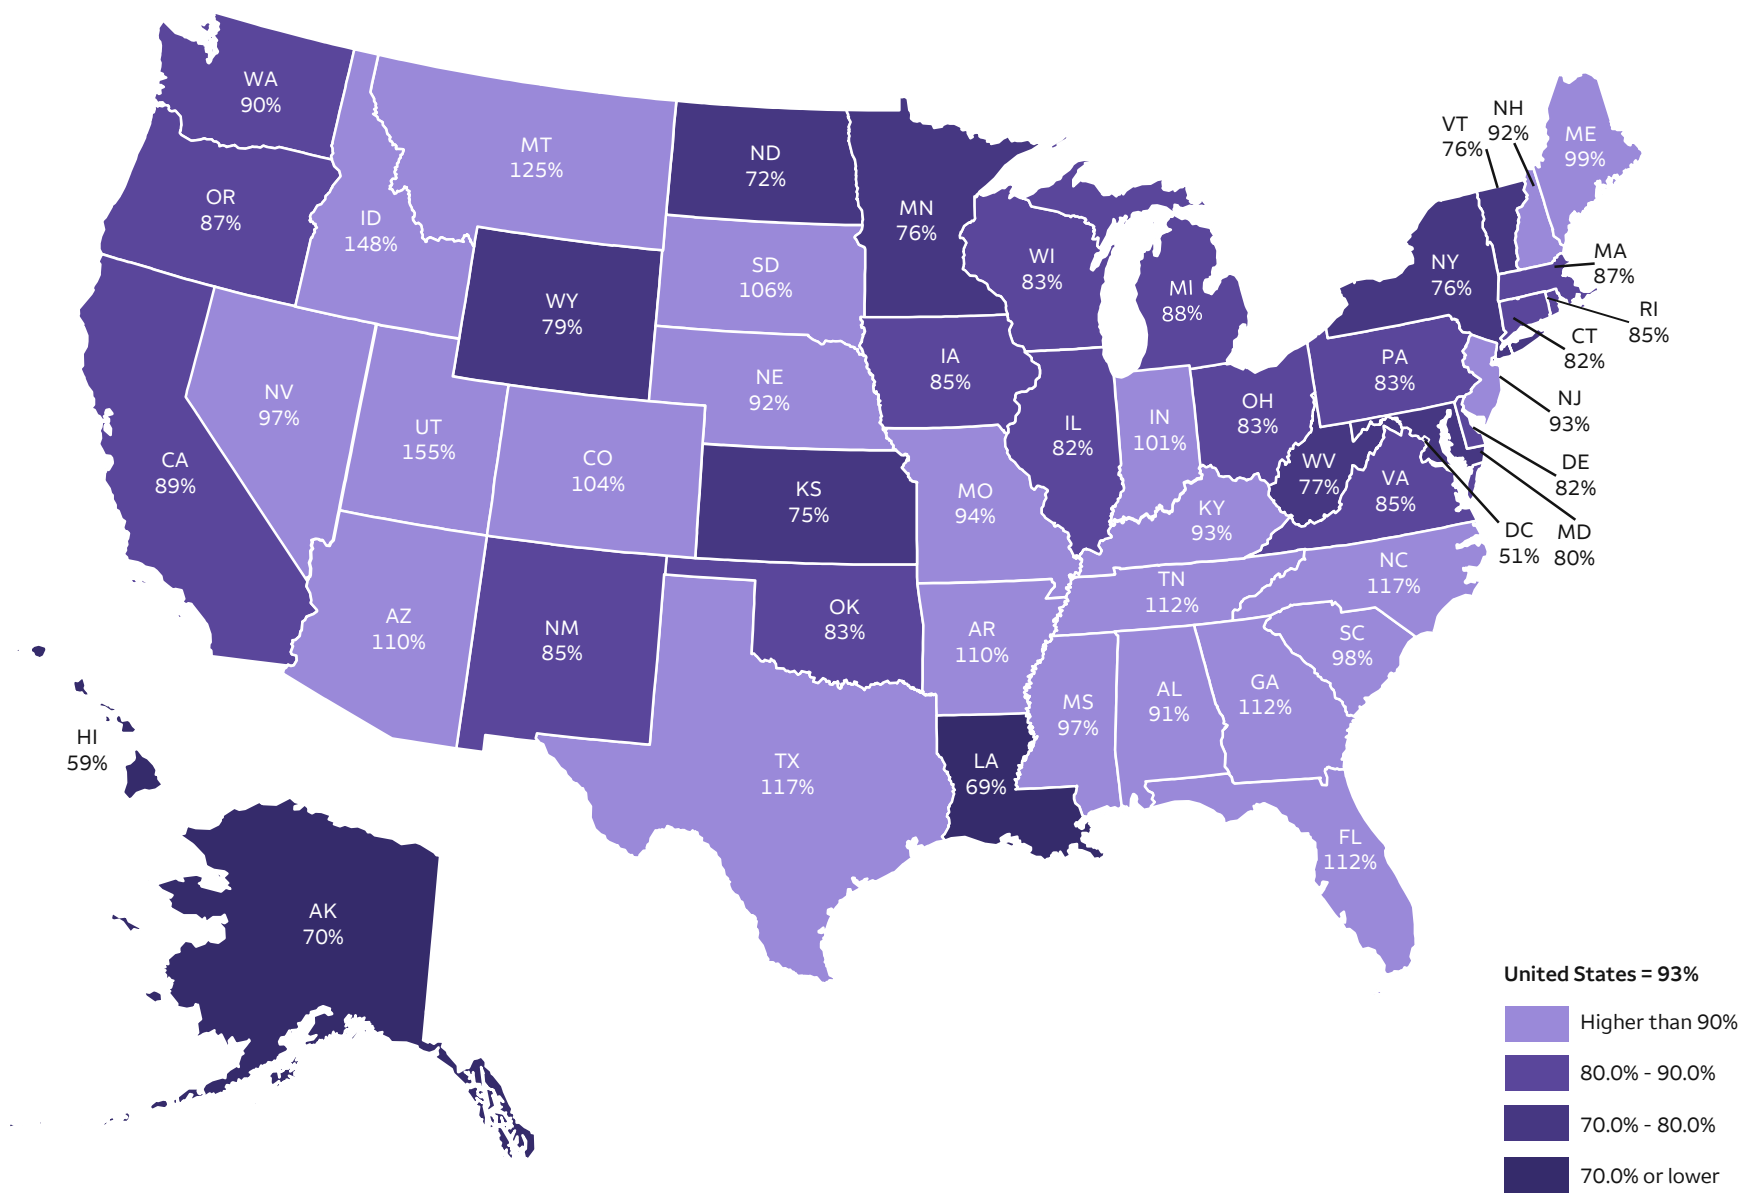 WA
90%
OR
87%
CA
89%
ID
148%
MT
125%
NV
97%
UT
155%
WY
79%
CO
104%
AZ
110%
NM
85%
ND
72%
SD
106%
NE
92%
KS
75%
OK
83%
TX
117%
MN
76%
IA
85%
MO
94%
AR
110%
LA
69%
WI
83%
IL
82%
MI
88%
IN
101%
OH
83%
KY
93%
TN
112%
MS
97%
AL
91%
GA
112%
FL
112%
SC
98%
NC
117%
VA
85%
WV
77%
PA
83%
NY
76%
VT
76%
NH
92%
ME
99%
MA
87%
RI
85%
CT
82%
NJ
93%
DE
82%
MD
80%
DC
51%
HI
59%
AK
70%
United States = 93%
Higher than 90%
80.0% - 90.0%
70.0% - 80.0%
70.0% or lower